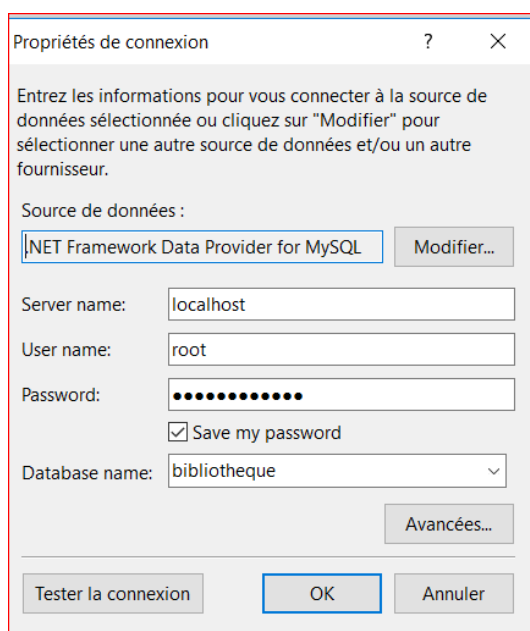 Propriétés de connexion ?
Entrez les informations pour vous connecter à la source de
données sélectionnée ou cliquez sur "Modifier" pour
sélectionner une autre source de données et/ou un autre
fournisseur.
Source de données :
.NET Framework Data Provider for MySQL Modifier...
Server name: localhost
User name: root
Password: ●●●●●●●●●●●●
Save my password
Database name: bibliotheque
Avancées...
Tester la connexion OK Annuler